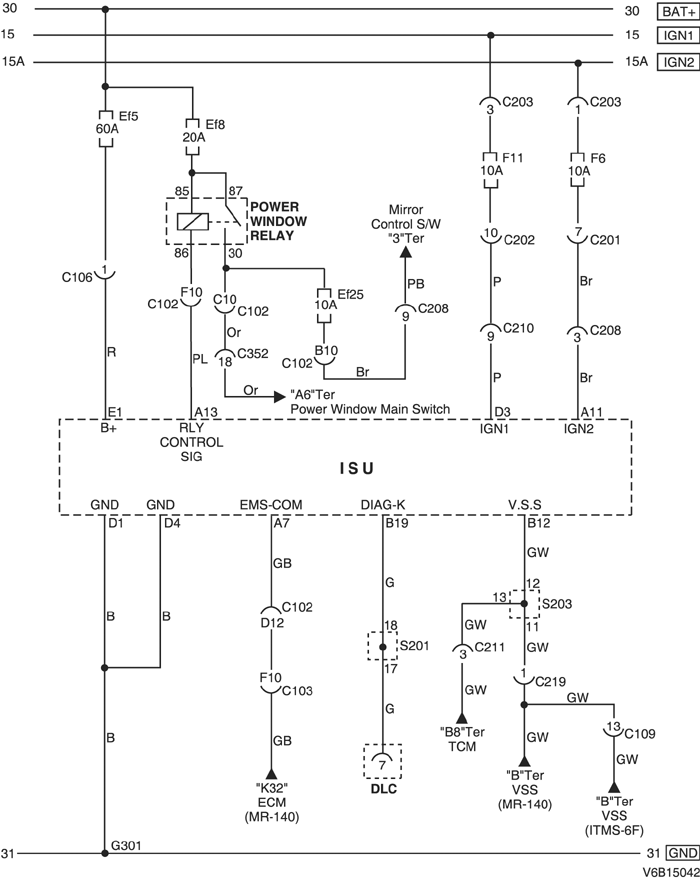 30 30 BAT+
15 15 IGN1
15A 15A IGN2
C203 C203
3 1
Ef5 Ef8
60A 20A
F11 F6
10A 10A
85 87
POWER
WINDOW
RELAY
Mirror
Control S/W
"3"Ter
10 C202 7 C201
86 30
C106 1
F10 C10
C102 C102
Ef25
10A
PB
9 C208
P Br
Or
9 C210 3 C208
R PL
18 C352
B10
C102
Br
P Br
Or "A6"Ter
Power Window Main Switch
E1 A13 D3 A11
B+ RLY IGN1 IGN2
CONTROL
SIG
ISU
GND GND EMS-COM DIAG-K V.S.S
D1 D4 A7 B19 B12
GB GW
G
12
13 S203
11
C102
D12
B B
18
S201
17
GW GW
3 C211
F10
C103
1 C219
GW GW
G
13 C109
B GB
"B8"Ter
TCM
GW GW
7
DLC
"K32"
ECM
(MR-140)
"B"Ter
VSS
(MR-140)
"B"Ter
VSS
(ITMS-6F)
G301
31 31 GND
V6B15042